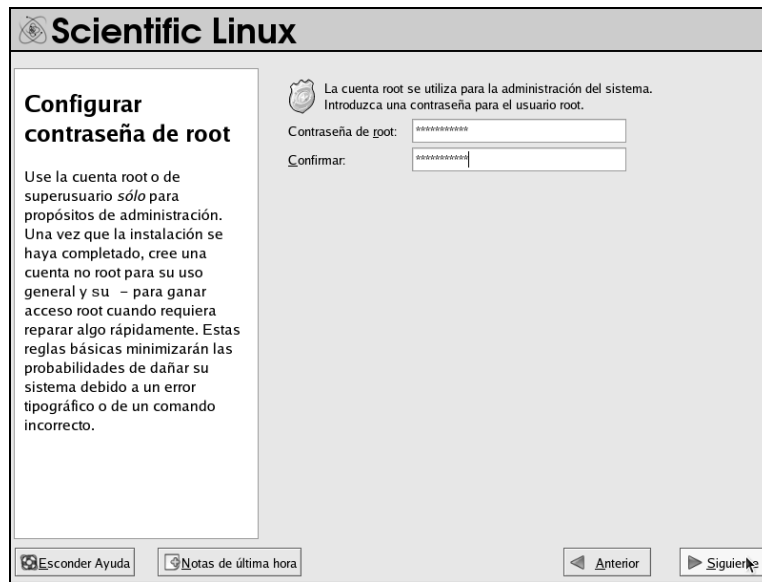 Scientific Linux
Configurar
contraseña de root
Use la cuenta root o de
superusuario sólo para
propósitos de administración.
Una vez que la instalación se
haya completado, cree una
cuenta no root para su uso
general y su - para ganar
acceso root cuando requiera
reparar algo rápidamente. Estas
reglas básicas minimizarán las
probabilidades de dañar su
sistema debido a un error
tipográfico o de un comando
incorrecto.
La cuenta root se utiliza para la administración del sistema.
Introduzca una contraseña para el usuario root.
Contraseña de root: ***********
Confirmar: ***********
Esconder Ayuda
Notas de última hora
Anterior
Siguiente